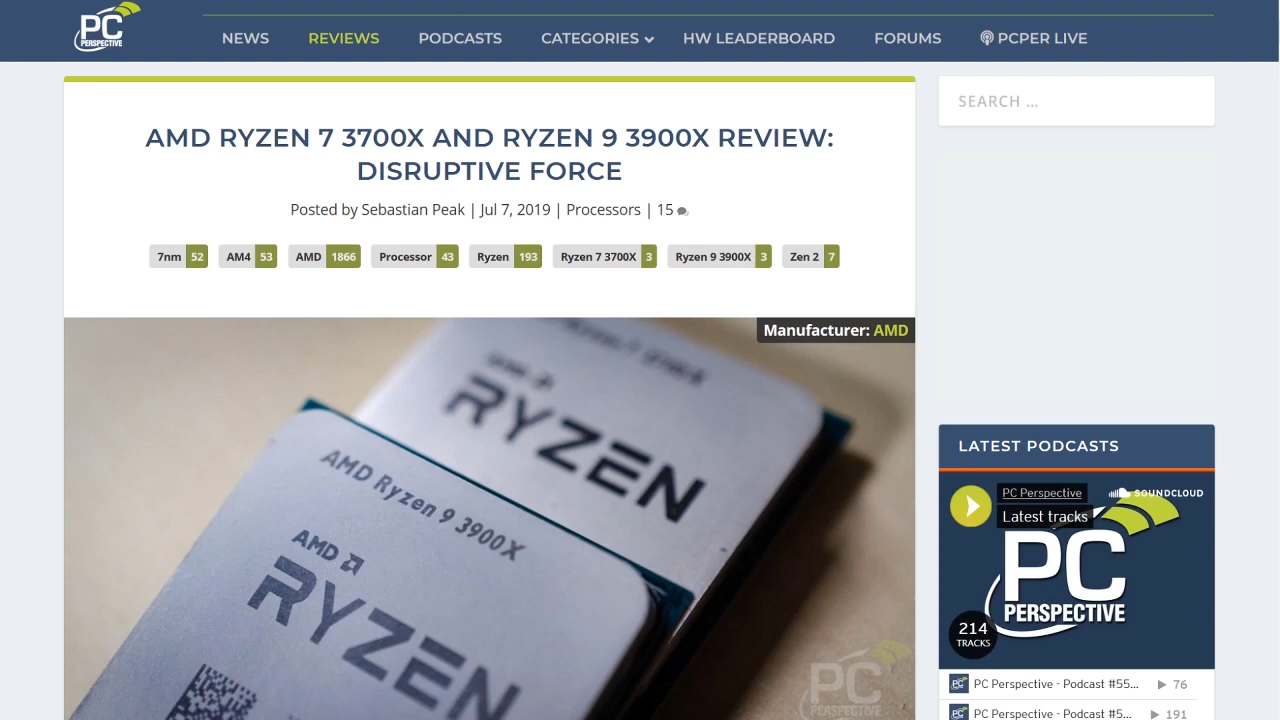 PC
PERSPECTIVE
NEWS
REVIEWS
PODCASTS
CATEGORIES
HW LEADERBOARD
FORUMS
PCPER LIVE
AMD RYZEN 7 3700X AND RYZEN 9 3900X REVIEW:
DISRUPTIVE FORCE
Posted by Sebastian Peak | Jul 7, 2019 | Processors | 15
7nm 52
AM4 53
AMD 1866
Processor 43
Ryzen 193
Ryzen 7 3700X 3
Ryzen 9 3900X 3
Zen 2 7
Manufacturer: AMD
RYZEN
AMD Ryzen 9 3900X
AMD
RYZEN
PC
PERSPECTIVE
SEARCH ...
LATEST PODCASTS
PC Perspective
SOUNDCLOUD
Latest tracks
PC
PERSPECTIVE
214
TRACKS
PC Perspective - Podcast #55... 76
PC Perspective - Podcast #5... 191